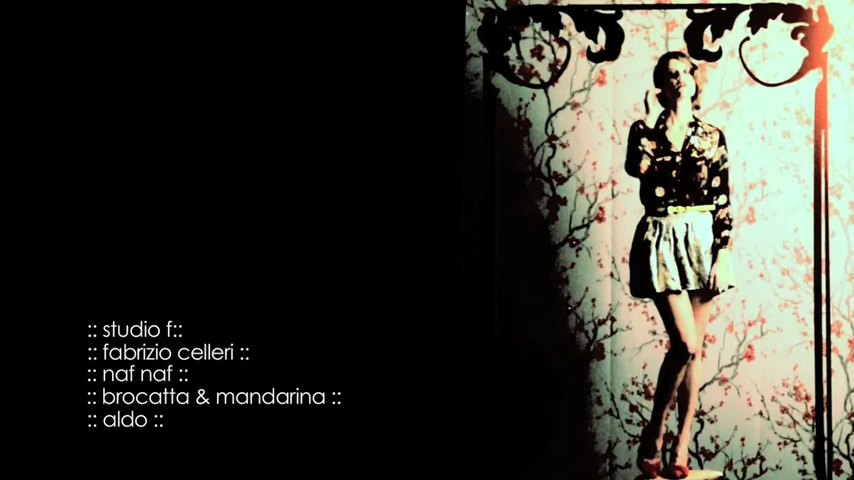 :: studio f::
:: fabrizio celleri ::
:: naf naf ::
:: brocatta & mandarina ::
:: aldo ::